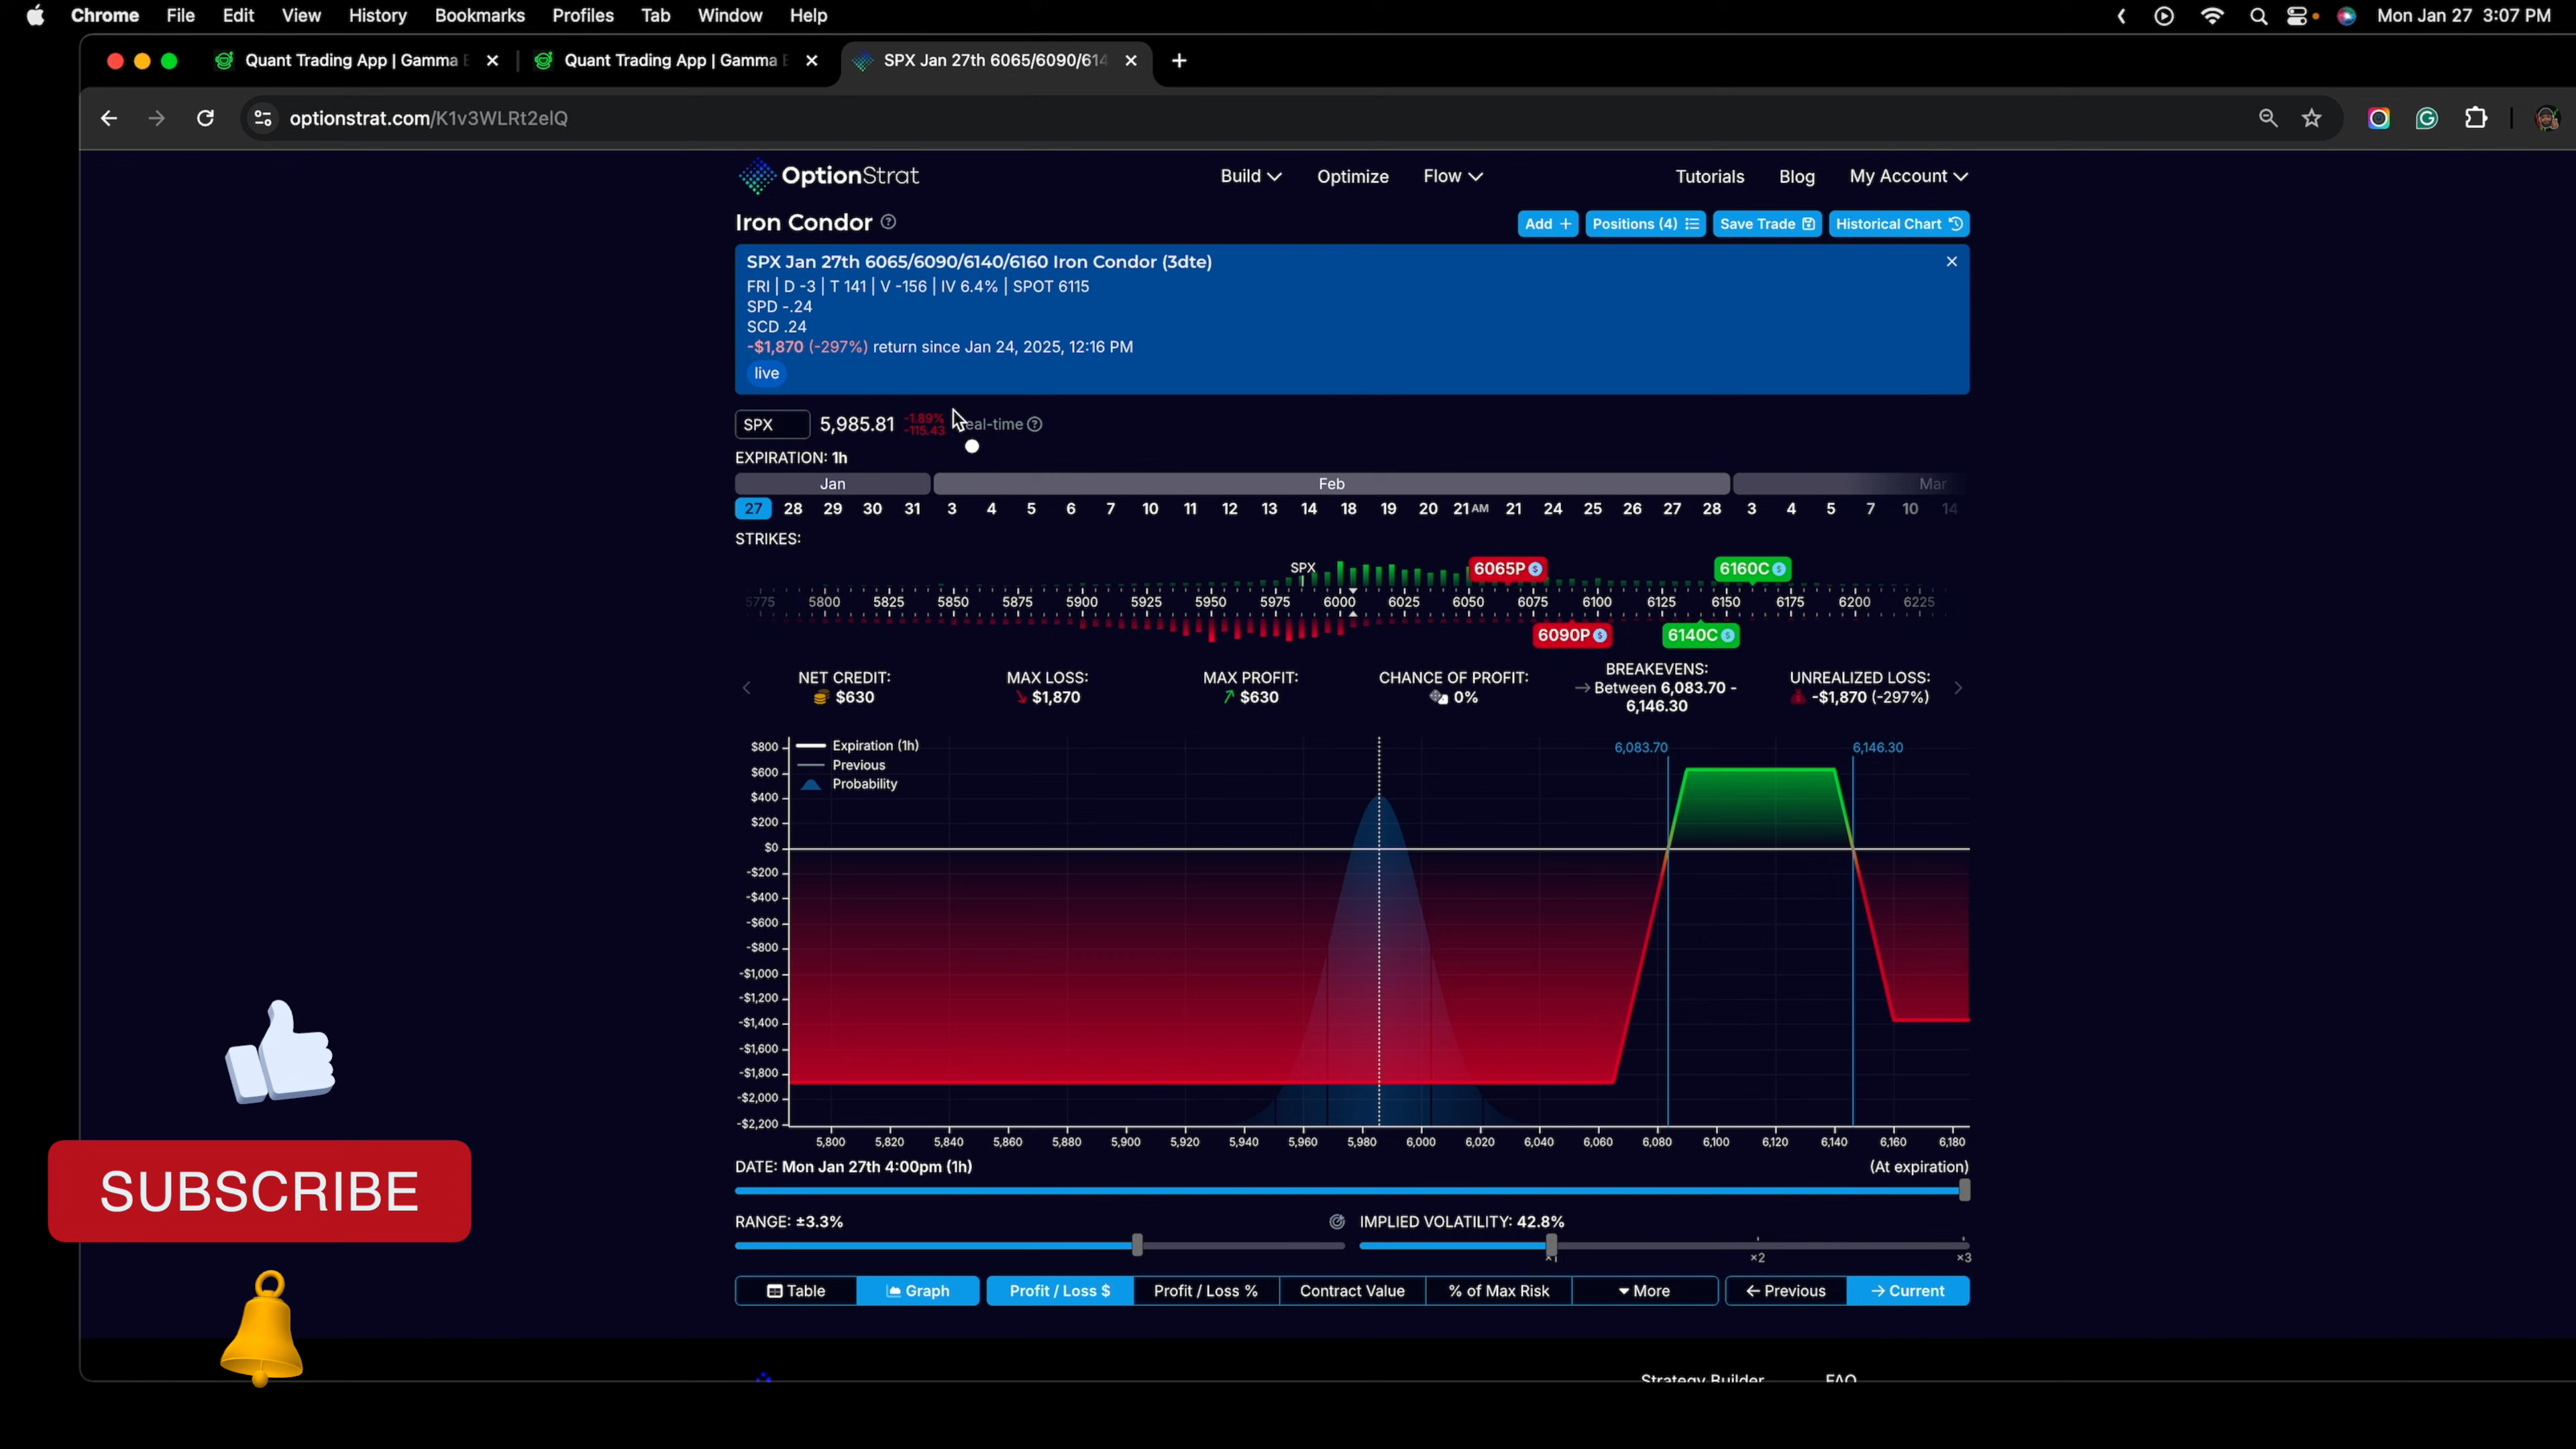 Chrome File Edit View History Bookmarks Profiles Tab Window Help Mon Jan 27 3:07 PM
Quant Trading App | Gamma Quant Trading App | Gamma SPX Jan 27th 6065/6090/614
optionstrat.com/K1v3WLRt2elQ
OptionStrat Build Optimize Flow Tutorials Blog My Account
Iron Condor Add + Positions (4) Save Trade Historical Chart
SPX Jan 27th 6065/6090/6140/6160 Iron Condor (3dte)
FRI | D -3 | T 141 | V -156 | IV 6.4% | SPOT 6115
SPD -.24
SCD .24
-$1,870 (-297%) return since Jan 24, 2025, 12:16 PM
live
SPX 5,985.81 -1.89% -115.43 eal-time
EXPIRATION: 1h
Jan Feb Mar
27 28 29 30 31 3 4 5 6 7 10 11 12 13 14 18 19 20 21 AM 21 24 25 26 27 28 3 4 5 7 10 14
STRIKES:
SPX 6065P 6160C
5775 5800 5825 5850 5875 5900 5925 5950 5975 6000 6025 6050 6075 6100 6125 6150 6175 6200 6225
6090P 6140C
NET CREDIT: MAX LOSS: MAX PROFIT: CHANCE OF PROFIT: BREAKEVENS: UNREALIZED LOSS:
$630 $1,870 $630 0% Between 6,083.70 - -$1,870 (-297%)
6,146.30
$800 Expiration (1h) 6,083.70 6,146.30
Previous
$600
Probability
$400
$200
$0
-$200
-$400
-$600
-$800
-$1,000
-$1,200
-$1,400
-$1,600
-$1,800
-$2,000
-$2,200
5,800 5,820 5,840 5,860 5,880 5,900 5,920 5,940 5,960 5,980 6,000 6,020 6,040 6,060 6,080 6,100 6,120 6,140 6,160 6,180
DATE: Mon Jan 27th 4:00pm (1h) (At expiration)
RANGE: ±3.3% IMPLIED VOLATILITY: 42.8%
×1 ×2 ×3
Table Graph Profit / Loss $ Profit / Loss % Contract Value % of Max Risk More Previous Current
SUBSCRIBE
Strategy Builder FAQ